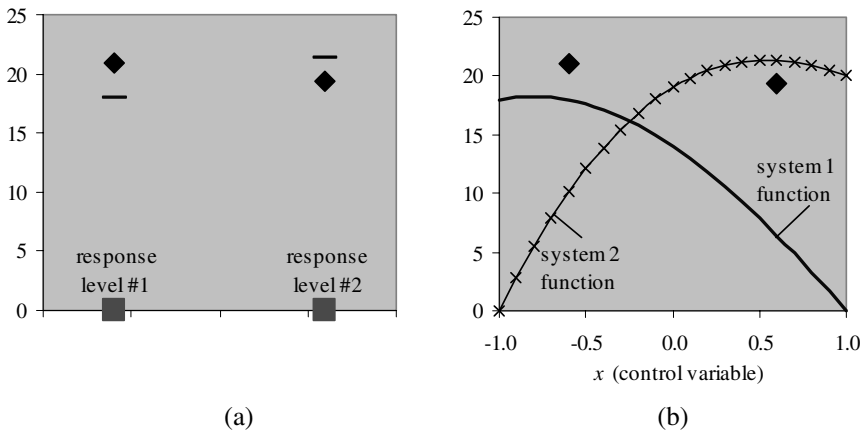 25
20
15
10
5
0
response
level #1
response
level #2
(a)
25
20
15
10
5
0
system 1
function
system 2
function
-1.0 -0.5 0.0 0.5 1.0
x (control variable)
(b)